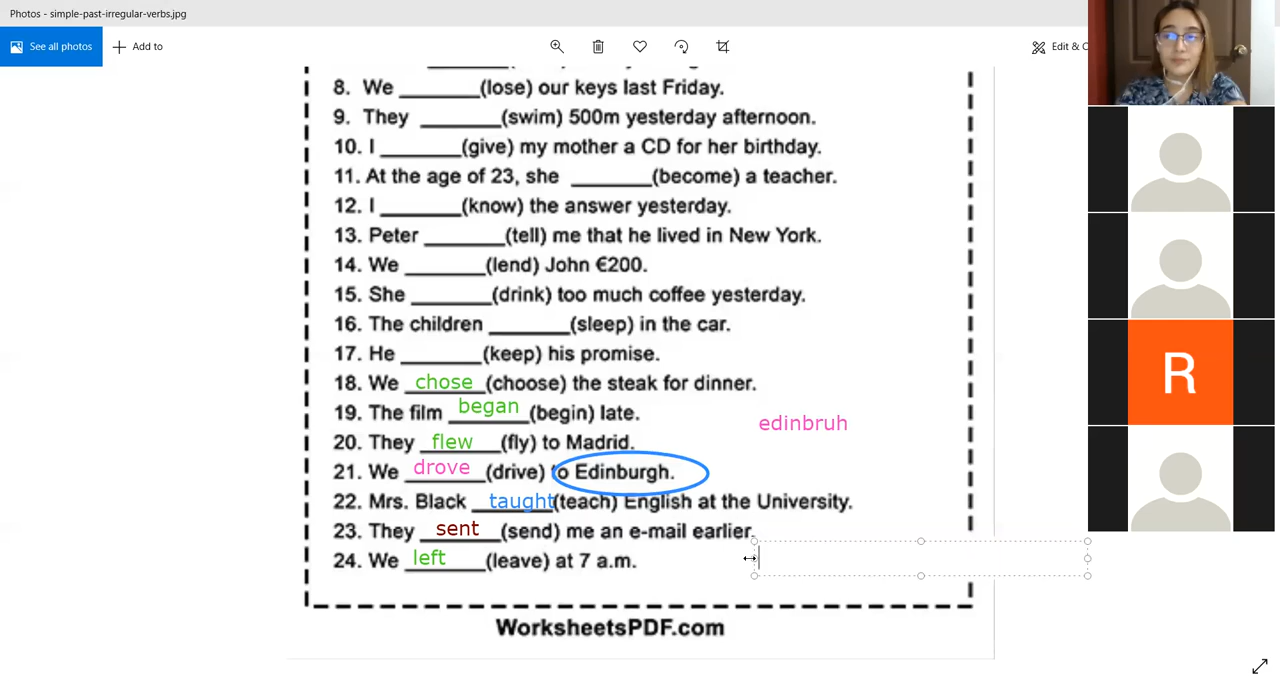 Photos - simple-past-irregular-verbs.jpg
See all photos
Add to
Edit & C
8. We ________(lose) our keys last Friday.
9. They ________(swim) 500m yesterday afternoon.
10. I ________(give) my mother a CD for her birthday.
11. At the age of 23, she ________(become) a teacher.
12. I ________(know) the answer yesterday.
13. Peter ________(tell) me that he lived in New York.
14. We ________(lend) John €200.
15. She ________(drink) too much coffee yesterday.
16. The children ________(sleep) in the car.
17. He ________(keep) his promise.
18. We chose (choose) the steak for dinner.
19. The film began (begin) late.
edinbruh
20. They flew (fly) to Madrid.
21. We drove (drive) to Edinburgh.
22. Mrs. Black taught (teach) English at the University.
23. They sent (send) me an e-mail earlier.
24. We left (leave) at 7 a.m.
WorksheetsPDF.com
R